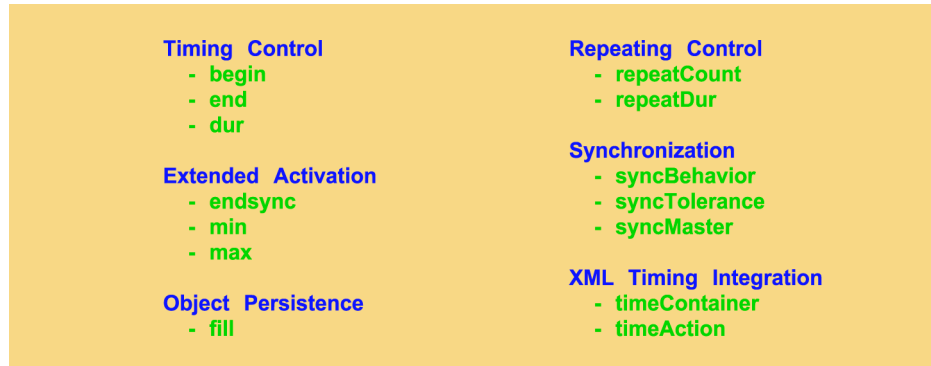 Timing Control
- begin
- end
- dur
Extended Activation
- endsync
- min
- max
Object Persistence
- fill
Repeating Control
- repeatCount
- repeatDur
Synchronization
- syncBehavior
- syncTolerance
- syncMaster
XML Timing Integration
- timeContainer
- timeAction